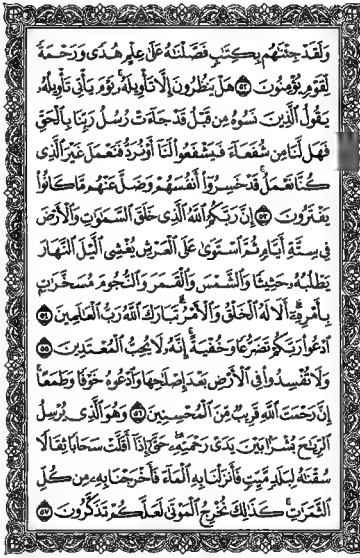 وَلَقَدْ جِئْنَٰهُم بِكِتَٰبٍ فَصَّلْنَٰهُ عَلَىٰ عِلْمٍ هُدًى وَرَحْمَةً
لِّقَوْمٍ يُؤْمِنُونَ ٥٢ هَلْ يَنظُرُونَ إِلَّا تَأْوِيلَهُۥ يَوْمَ يَأْتِى تَأْوِيلُهُۥ
يَقُولُ ٱلَّذِينَ نَسُوهُ مِن قَبْلُ قَدْ جَآءَتْ رُسُلُ رَبِّنَا بِٱلْحَقِّ
فَهَل لَّنَا مِن شُفَعَآءَ فَيَشْفَعُوا۟ لَنَآ أَوْ نُرَدُّ فَنَعْمَلَ غَيْرَ ٱلَّذِى
كُنَّا نَعْمَلُ قَدْ خَسِرُوٓا۟ أَنفُسَهُمْ وَضَلَّ عَنْهُم مَّا كَانُوا۟
يَفْتَرُونَ ٥٣ إِنَّ رَبَّكُمُ ٱللَّهُ ٱلَّذِى خَلَقَ ٱلسَّمَٰوَٰتِ وَٱلْأَرْضَ
فِى سِتَّةِ أَيَّامٍ ثُمَّ ٱسْتَوَىٰ عَلَى ٱلْعَرْشِ يُغْشِى ٱلَّيْلَ ٱلنَّهَارَ
يَطْلُبُهُۥ حَثِيثًا وَٱلشَّمْسَ وَٱلْقَمَرَ وَٱلنُّجُومَ مُسَخَّرَٰتٍ
بِأَمْرِهِۦٓ أَلَا لَهُ ٱلْخَلْقُ وَٱلْأَمْرُ تَبَارَكَ ٱللَّهُ رَبُّ ٱلْعَٰلَمِينَ ٥٤
ٱدْعُوا۟ رَبَّكُمْ تَضَرُّعًا وَخُفْيَةً إِنَّهُۥ لَا يُحِبُّ ٱلْمُعْتَدِينَ ٥٥
وَلَا تُفْسِدُوا۟ فِى ٱلْأَرْضِ بَعْدَ إِصْلَٰحِهَا وَٱدْعُوهُ خَوْفًا وَطَمَعًا
إِنَّ رَحْمَتَ ٱللَّهِ قَرِيبٌ مِّنَ ٱلْمُحْسِنِينَ ٥٦ وَهُوَ ٱلَّذِى يُرْسِلُ
ٱلرِّيَٰحَ بُشْرًۢا بَيْنَ يَدَىْ رَحْمَتِهِۦ حَتَّىٰٓ إِذَآ أَقَلَّتْ سَحَابًا ثِقَالًا
سُقْنَٰهُ لِبَلَدٍ مَّيِّتٍ فَأَنزَلْنَا بِهِ ٱلْمَآءَ فَأَخْرَجْنَا بِهِۦ مِن كُلِّ
ٱلثَّمَرَٰتِ كَذَٰلِكَ نُخْرِجُ ٱلْمَوْتَىٰ لَعَلَّكُمْ تَذَكَّرُونَ ٥٧